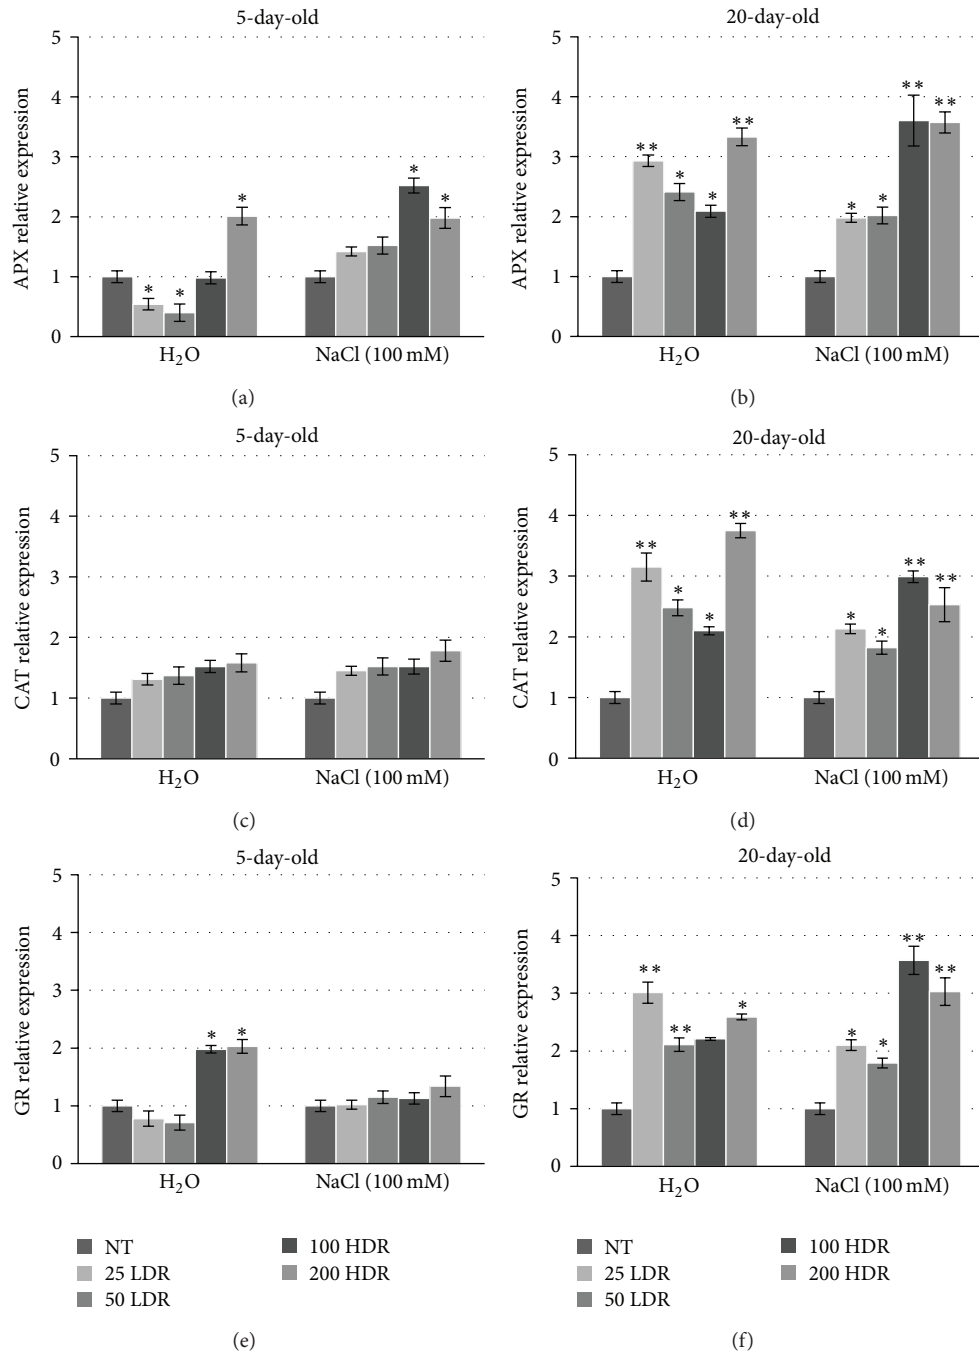 5-day-old
5
4
3
2
1
0
APX relative expression
* * * * *
H₂O
NaCl (100 mM)
(a)
20-day-old
5
4
3
2
1
0
APX relative expression
** * * ** * * ** **
H₂O
NaCl (100 mM)
(b)
5-day-old
5
4
3
2
1
0
CAT relative expression
H₂O
NaCl (100 mM)
(c)
20-day-old
5
4
3
2
1
0
CAT relative expression
** * * ** * * ** **
H₂O
NaCl (100 mM)
(d)
5-day-old
5
4
3
2
1
0
GR relative expression
* *
H₂O
NaCl (100 mM)
NT
25 LDR
50 LDR
100 HDR
200 HDR
(e)
20-day-old
5
4
3
2
1
0
GR relative expression
** ** * * * ** **
H₂O
NaCl (100 mM)
NT
25 LDR
50 LDR
100 HDR
200 HDR
(f)